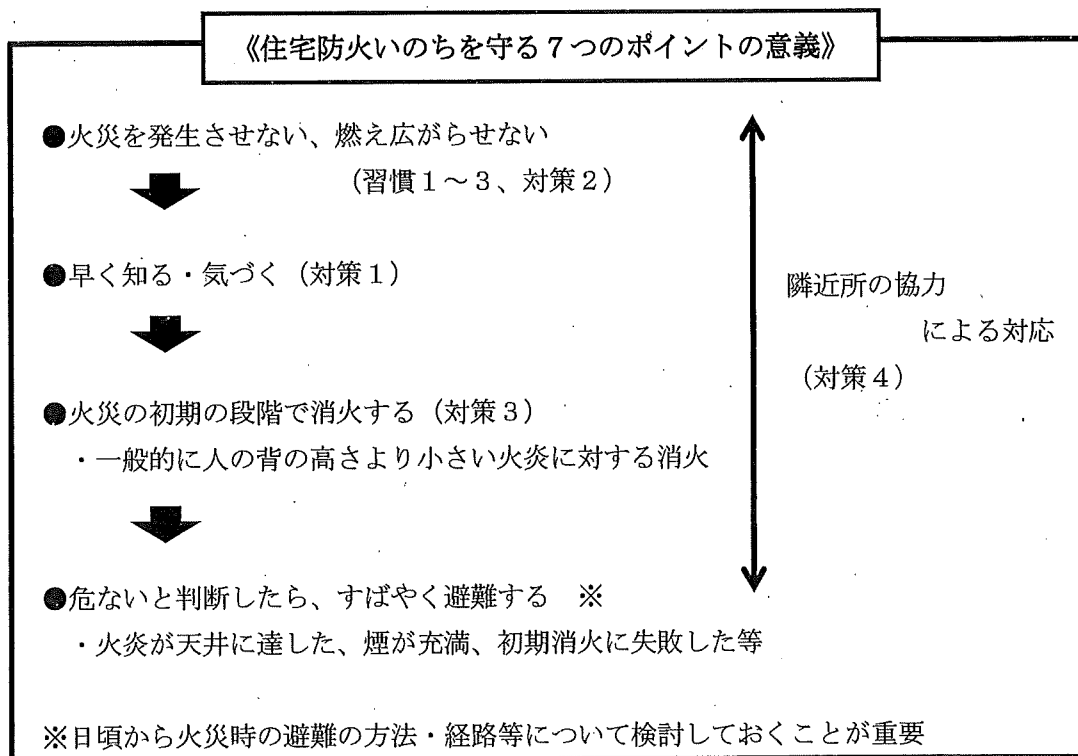 《住宅防火いのちを守る７つのポイントの意義》
●火災を発生させない、燃え広がらせない
（習慣１～３、対策２）
●早く知る・気づく（対策１）
隣近所の協力
による対応
（対策４）
●火災の初期の段階で消火する（対策３）
・一般的に人の背の高さより小さい火炎に対する消火
●危ないと判断したら、すばやく避難する　※
・火炎が天井に達した、煙が充満、初期消火に失敗した等
※日頃から火災時の避難の方法・経路等について検討しておくことが重要